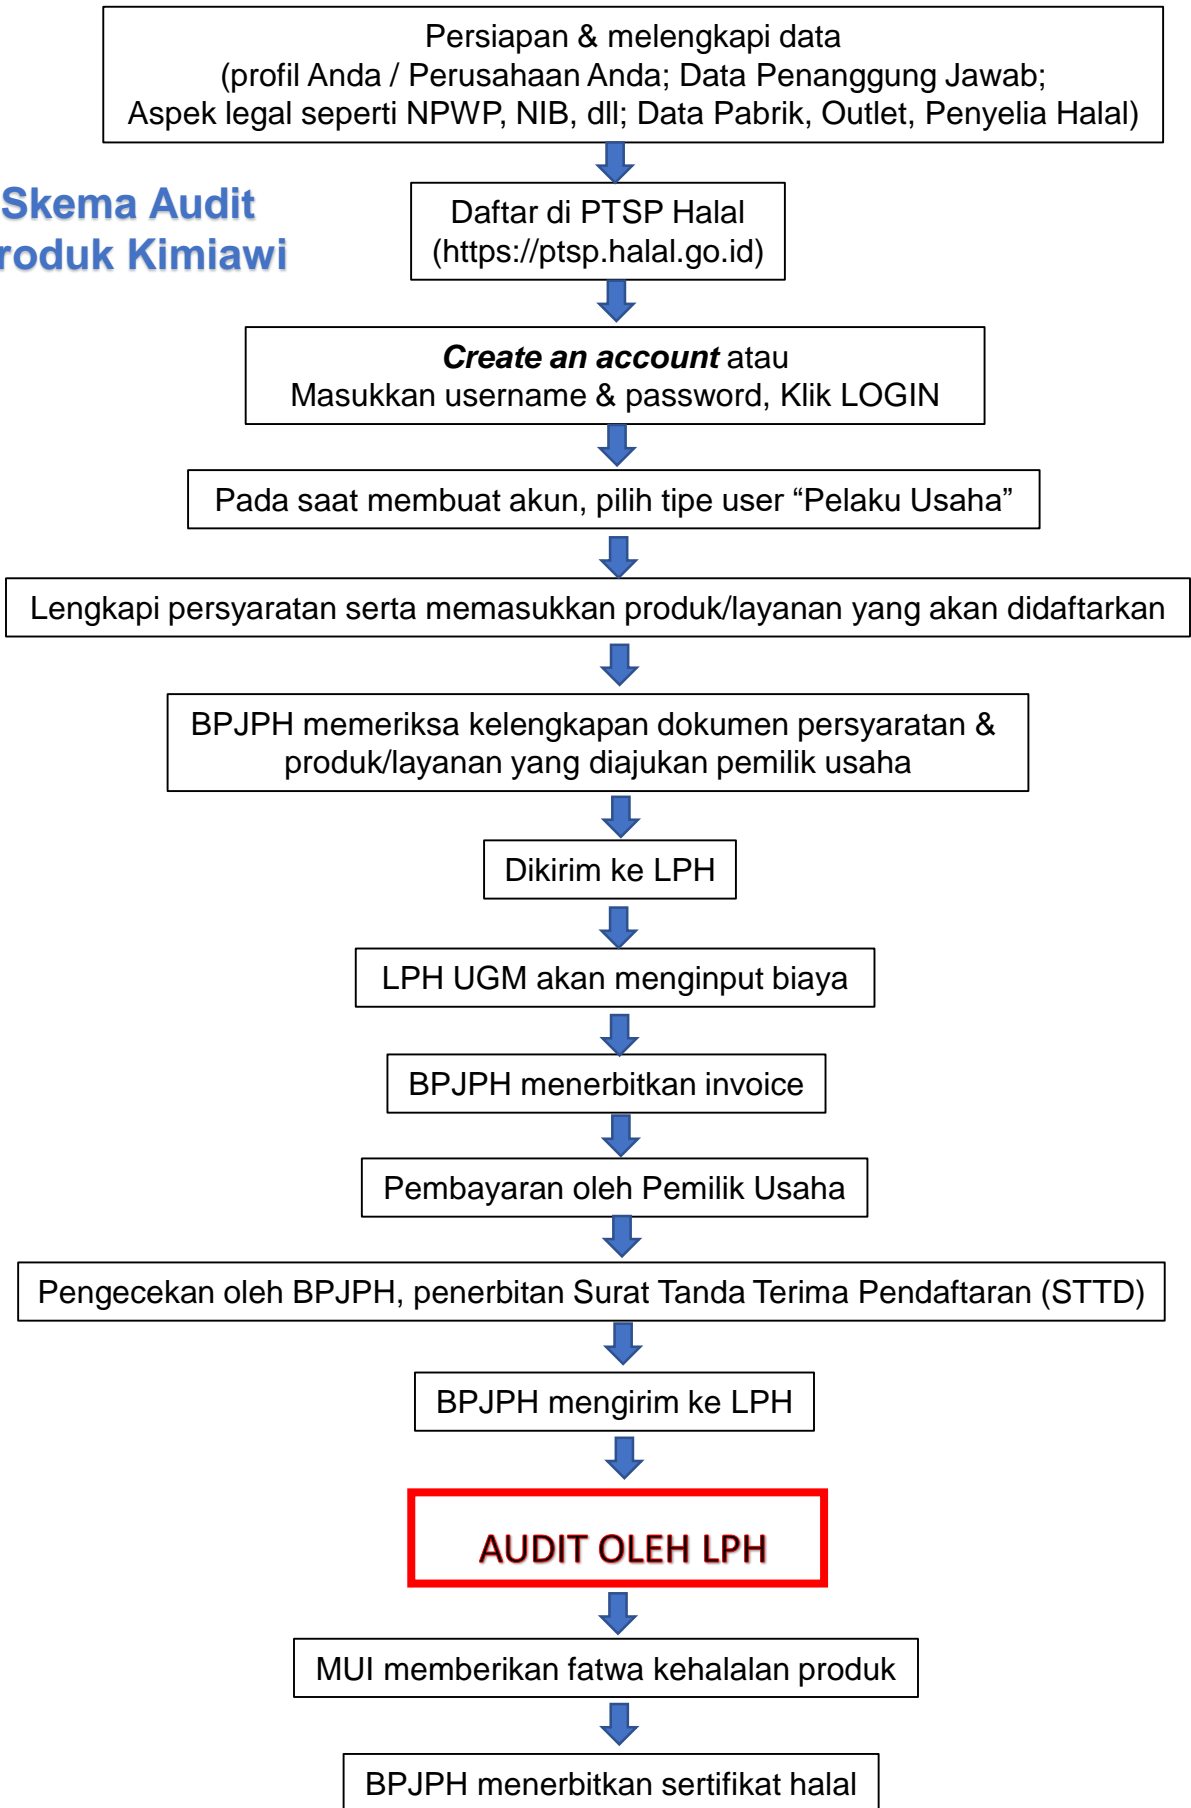 Persiapan & melengkapi data
(profil Anda / Perusahaan Anda; Data Penanggung Jawab;
Aspek legal seperti NPWP, NIB, dll; Data Pabrik, Outlet, Penyelia Halal)
Skema Audit
roduk Kimiawi
Daftar di PTSP Halal
(https://ptsp.halal.go.id)
Create an account atau
Masukkan username & password, Klik LOGIN
Pada saat membuat akun, pilih tipe user “Pelaku Usaha”
Lengkapi persyaratan serta memasukkan produk/layanan yang akan didaftarkan
BPJPH memeriksa kelengkapan dokumen persyaratan &
produk/layanan yang diajukan pemilik usaha
Dikirim ke LPH
LPH UGM akan menginput biaya
BPJPH menerbitkan invoice
Pembayaran oleh Pemilik Usaha
Pengecekan oleh BPJPH, penerbitan Surat Tanda Terima Pendaftaran (STTD)
BPJPH mengirim ke LPH
AUDIT OLEH LPH
MUI memberikan fatwa kehalalan produk
BPJPH menerbitkan sertifikat halal